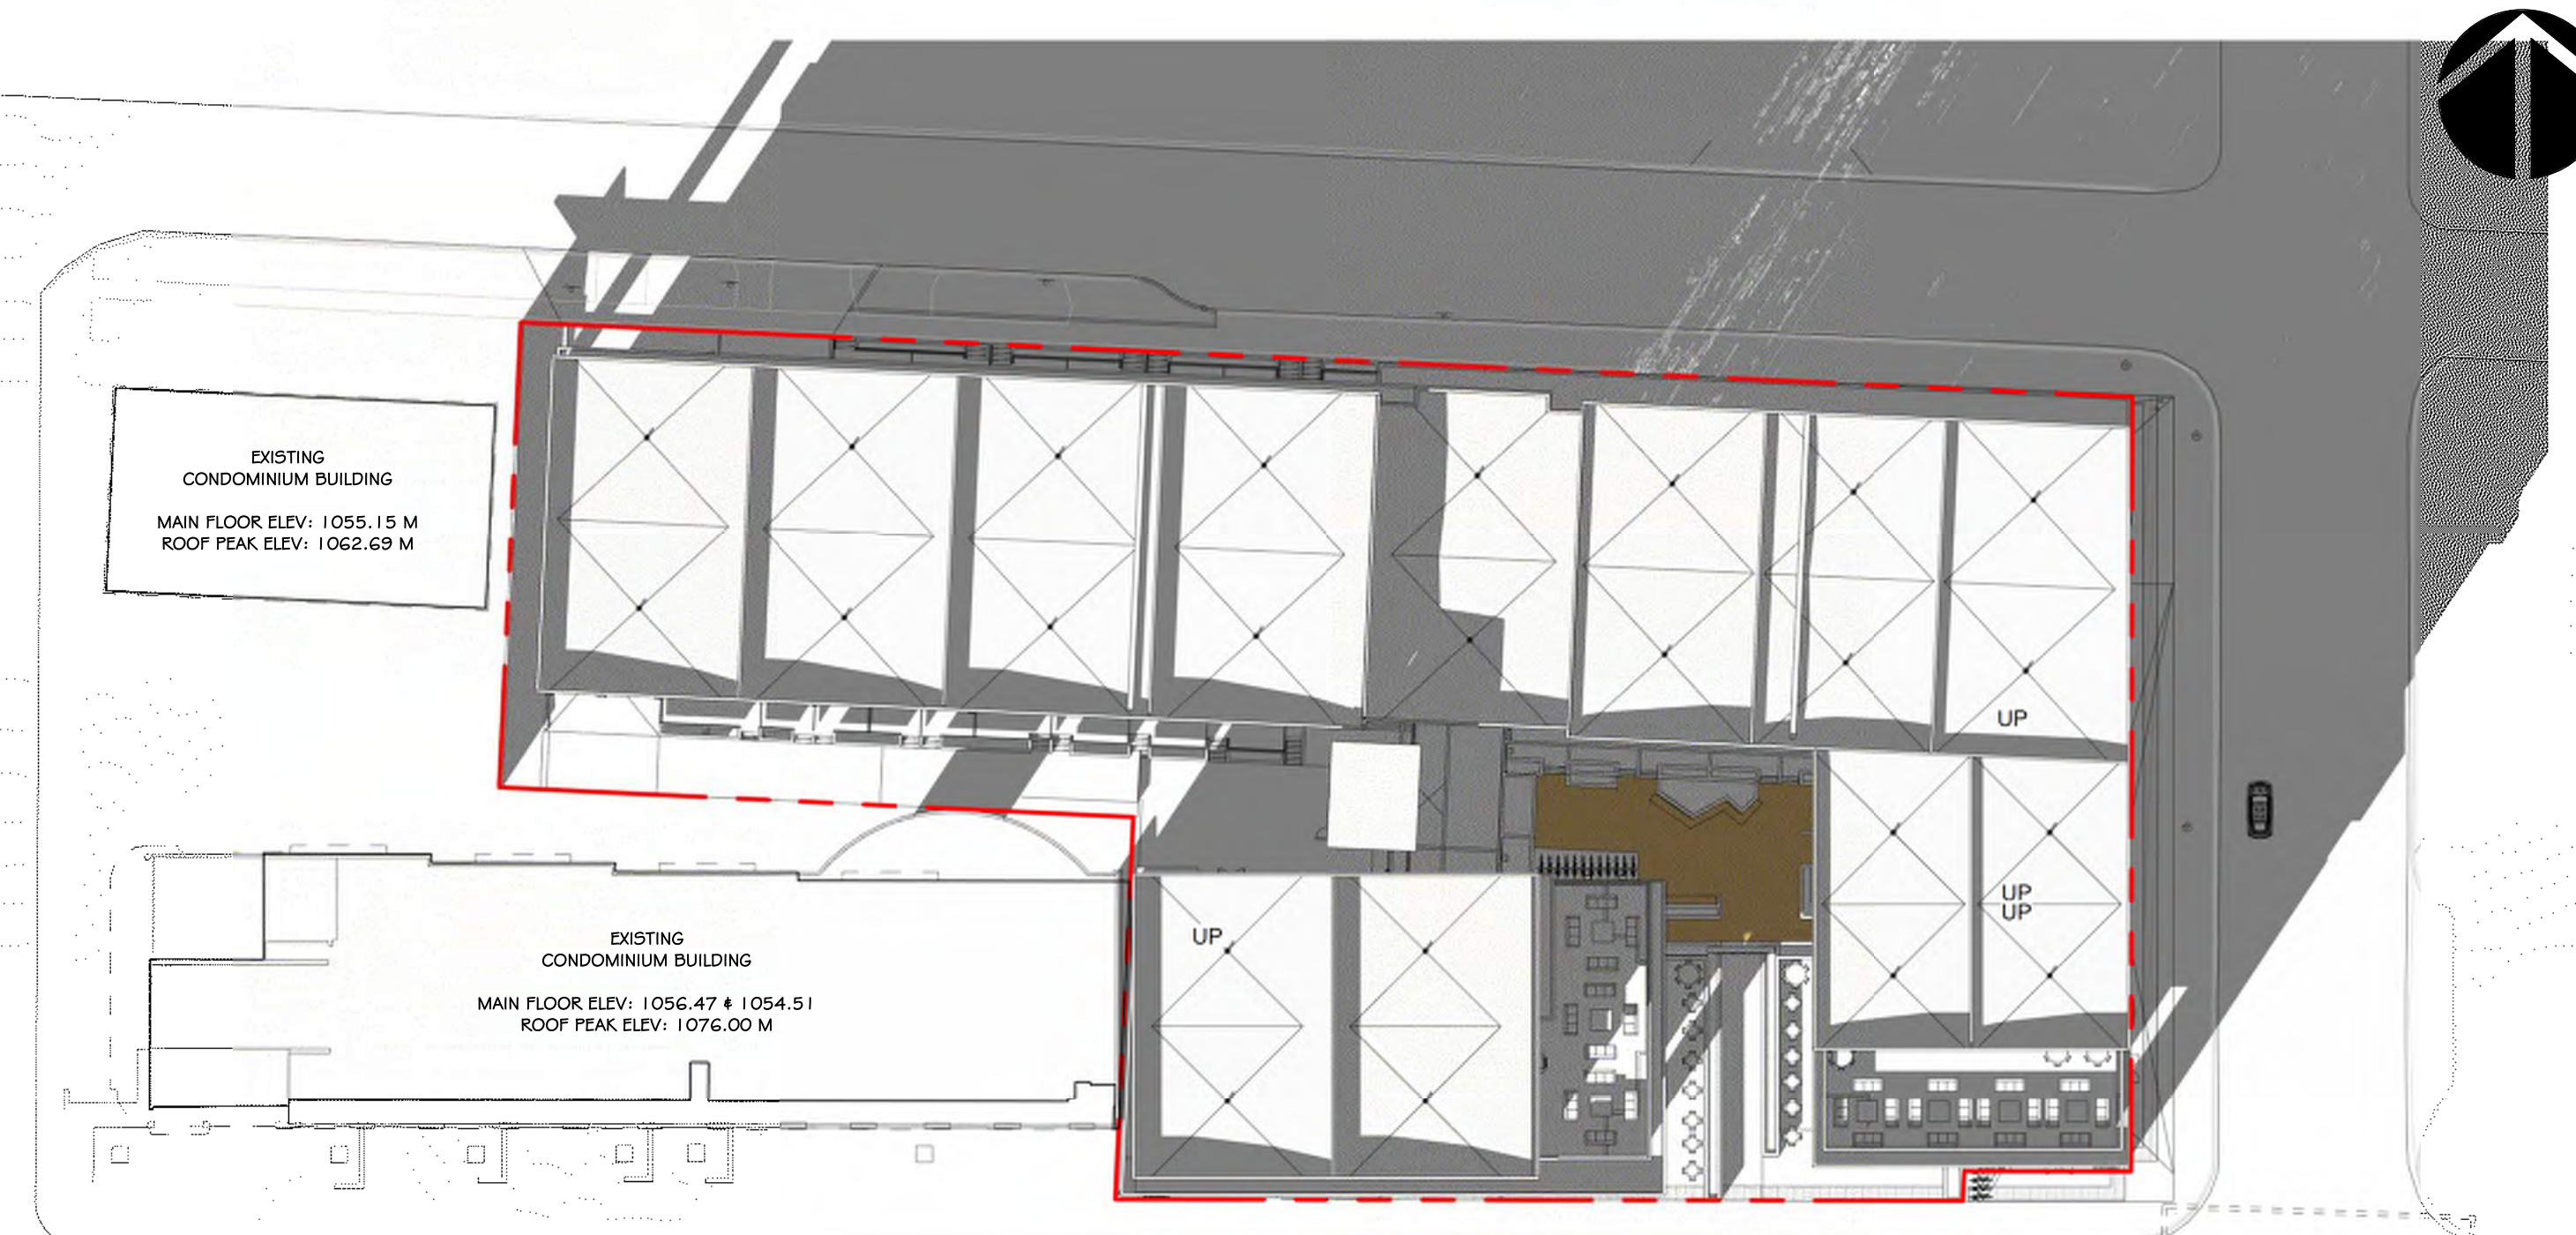 EXISTING
CONDOMINIUM BUILDING
MAIN FLOOR ELEV: 1055.15 M
ROOF PEAK ELEV: 1062.69 M
UP
UP
UP
UP
EXISTING
CONDOMINIUM BUILDING
MAIN FLOOR ELEV: 1056.47 & 1054.51
ROOF PEAK ELEV: 1076.00 M